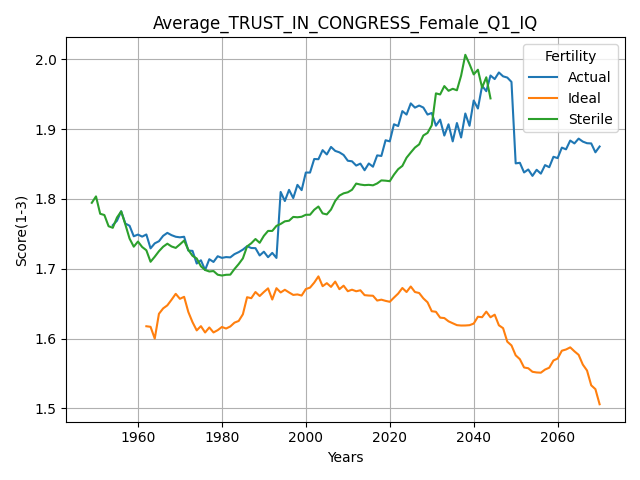 Average_TRUST_IN_CONGRESS_Female_Q1_IQ
Fertility
Actual
Ideal
Sterile
Score(1-3)
2.0
1.9
1.8
1.7
1.6
1.5
1960
1980
2000
2020
2040
2060
Years